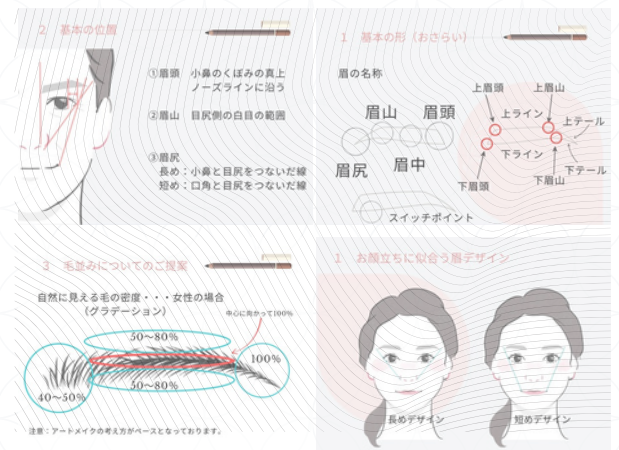 2 基本の位置
①眉頭 小鼻のくぼみの真上
ノーズラインに沿う
②眉山 目尻側の白目の範囲
③眉尻
長め：小鼻と目尻をつないだ線
短め：口角と目尻をつないだ線
1 基本の形（おさらい）
眉の名称
眉山 眉頭
眉尻 眉中
スイッチポイント
上眉頭 上眉山
上ライン 上テール
下ライン
下テール
下眉頭 下眉山
3 毛並みについてのご提案
自然に見える毛の密度・・・女性の場合
（グラデーション）
中心に向かって100%
50〜80%
100%
50〜80%
40〜50%
注意：アートメイクの考え方がベースとなっております。
1 お顔立ちに似合う眉デザイン
長めデザイン 短めデザイン